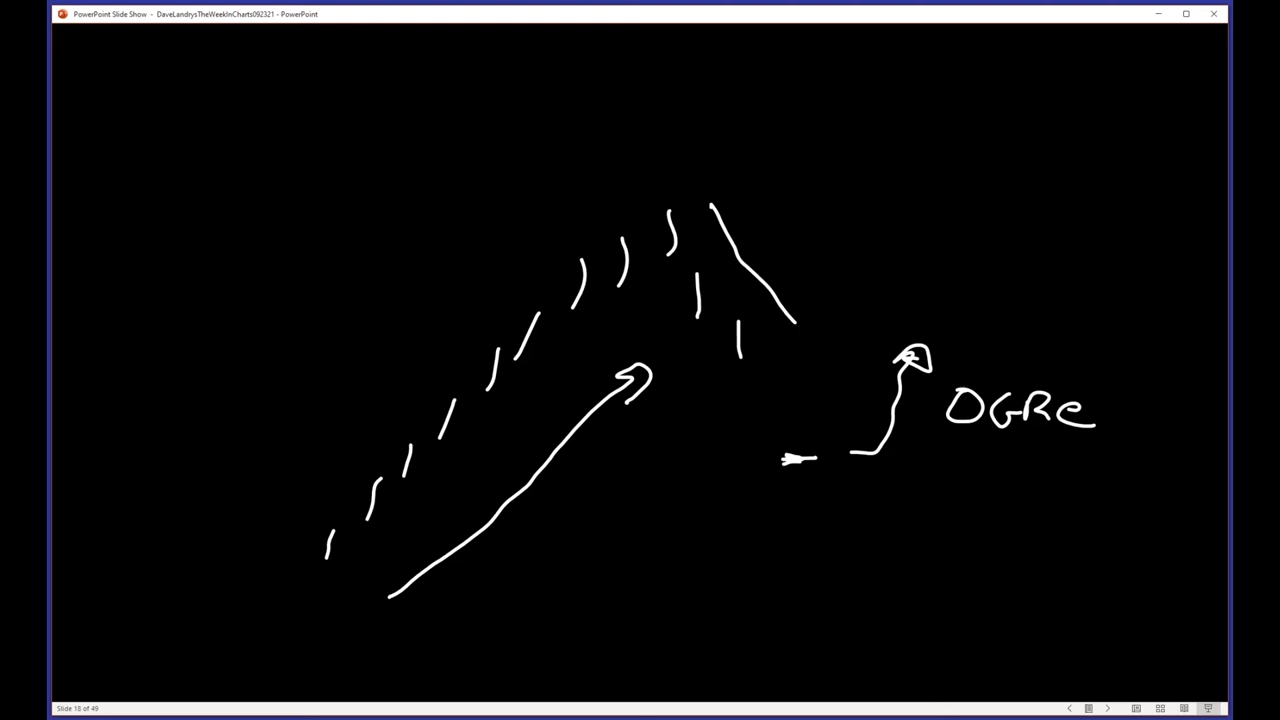 PowerPoint Slide Show - DaveLandrysTheWeekInCharts092321 - PowerPoint
OGRe
Slide 18 of 49